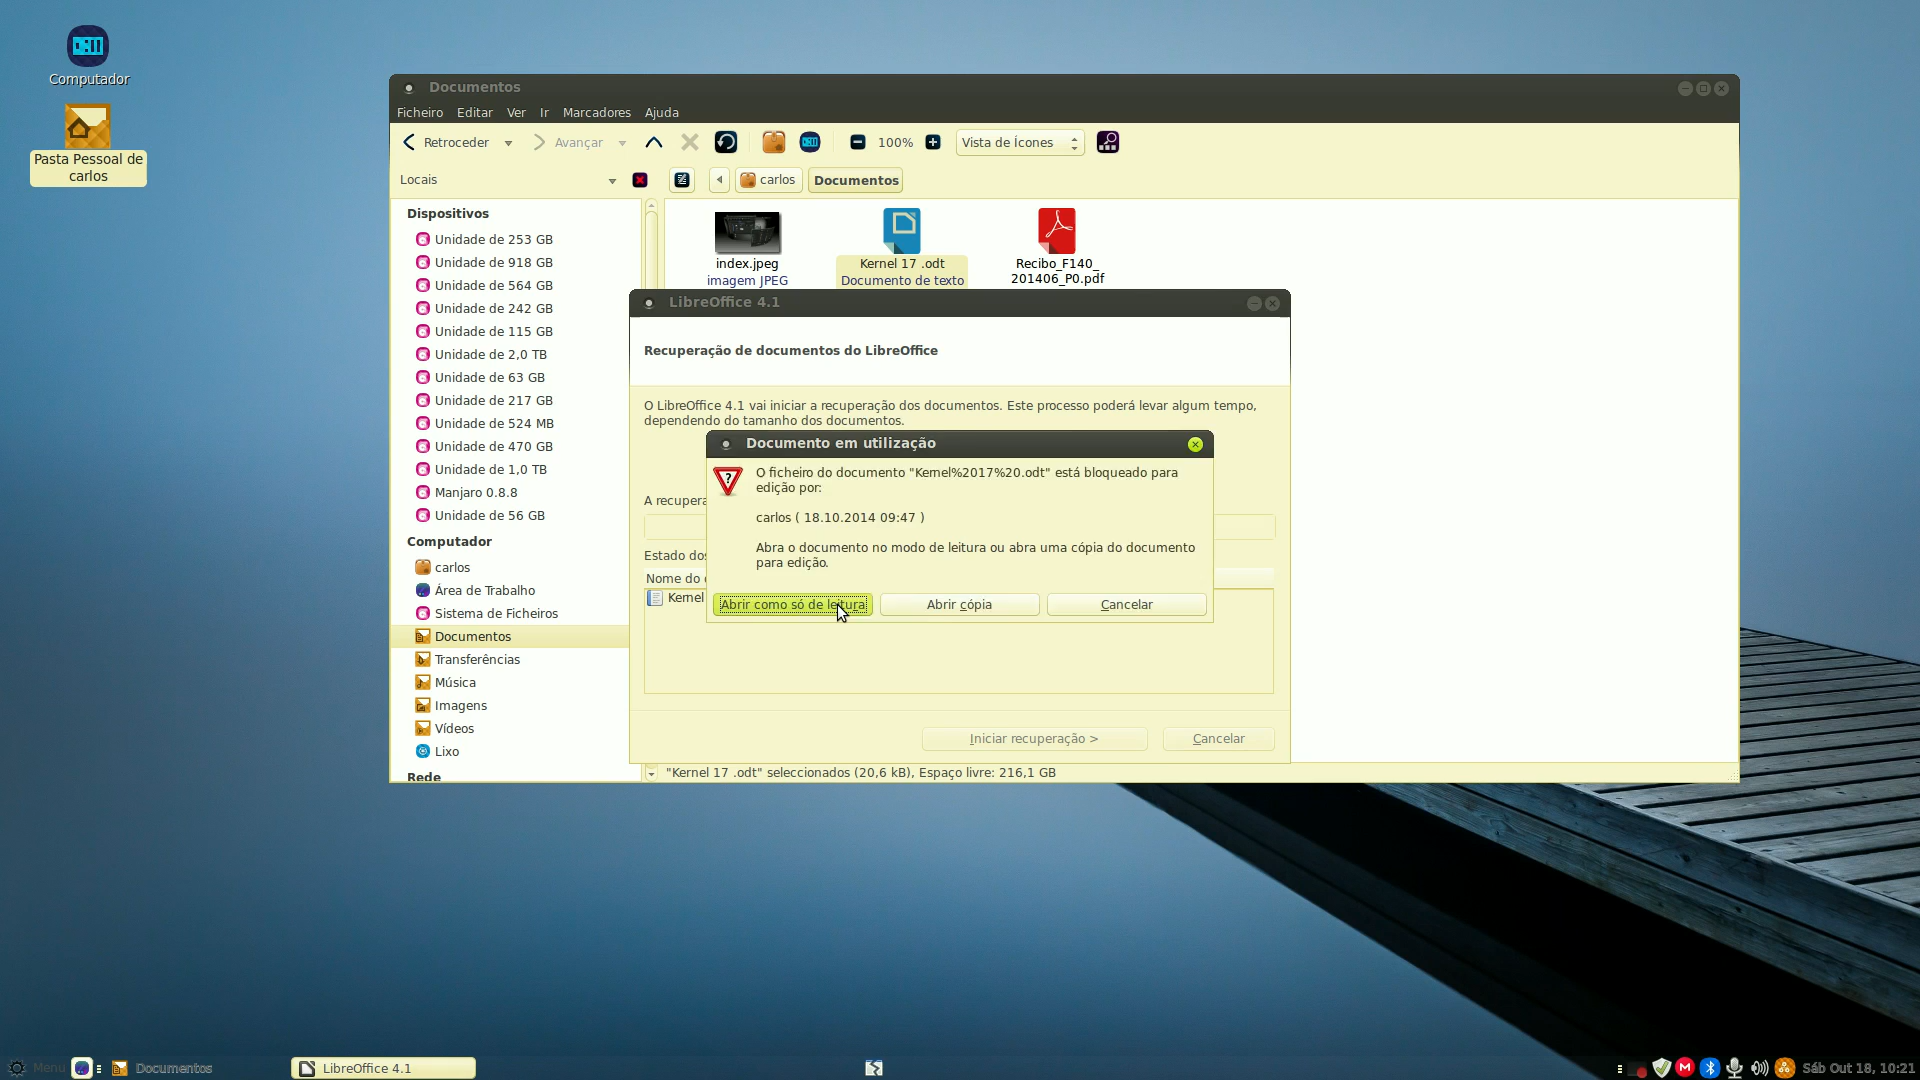 Computador
Pasta Pessoal de
carlos
Documentos
Ficheiro Editar Ver Ir Marcadores Ajuda
Retroceder Avançar 100% Vista de Ícones
Locais carlos Documentos
Dispositivos
Unidade de 253 GB
Unidade de 918 GB
Unidade de 564 GB
Unidade de 242 GB
Unidade de 115 GB
Unidade de 2,0 TB
Unidade de 63 GB
Unidade de 217 GB
Unidade de 524 MB
Unidade de 470 GB
Unidade de 1,0 TB
Manjaro 0.8.8
Unidade de 56 GB
Computador
carlos
Área de Trabalho
Sistema de Ficheiros
Documentos
Transferências
Música
Imagens
Vídeos
Lixo
Rede
index.jpeg
imagem JPEG
Kernel 17 .odt
Documento de texto
Recibo_F140_
201406_P0.pdf
LibreOffice 4.1
Recuperação de documentos do LibreOffice
O LibreOffice 4.1 vai iniciar a recuperação dos documentos. Este processo poderá levar algum tempo,
dependendo do tamanho dos documentos.
A recupera
Estado dos
Nome do
Kernel
Documento em utilização
O ficheiro do documento "Kernel%2017%20.odt" está bloqueado para
edição por:
carlos ( 18.10.2014 09:47 )
Abra o documento no modo de leitura ou abra uma cópia do documento
para edição.
Abrir como só de leitura Abrir cópia Cancelar
Iniciar recuperação > Cancelar
"Kernel 17 .odt" seleccionados (20,6 kB), Espaço livre: 216,1 GB
Menu Documentos LibreOffice 4.1 Sáb Out 18, 10:21